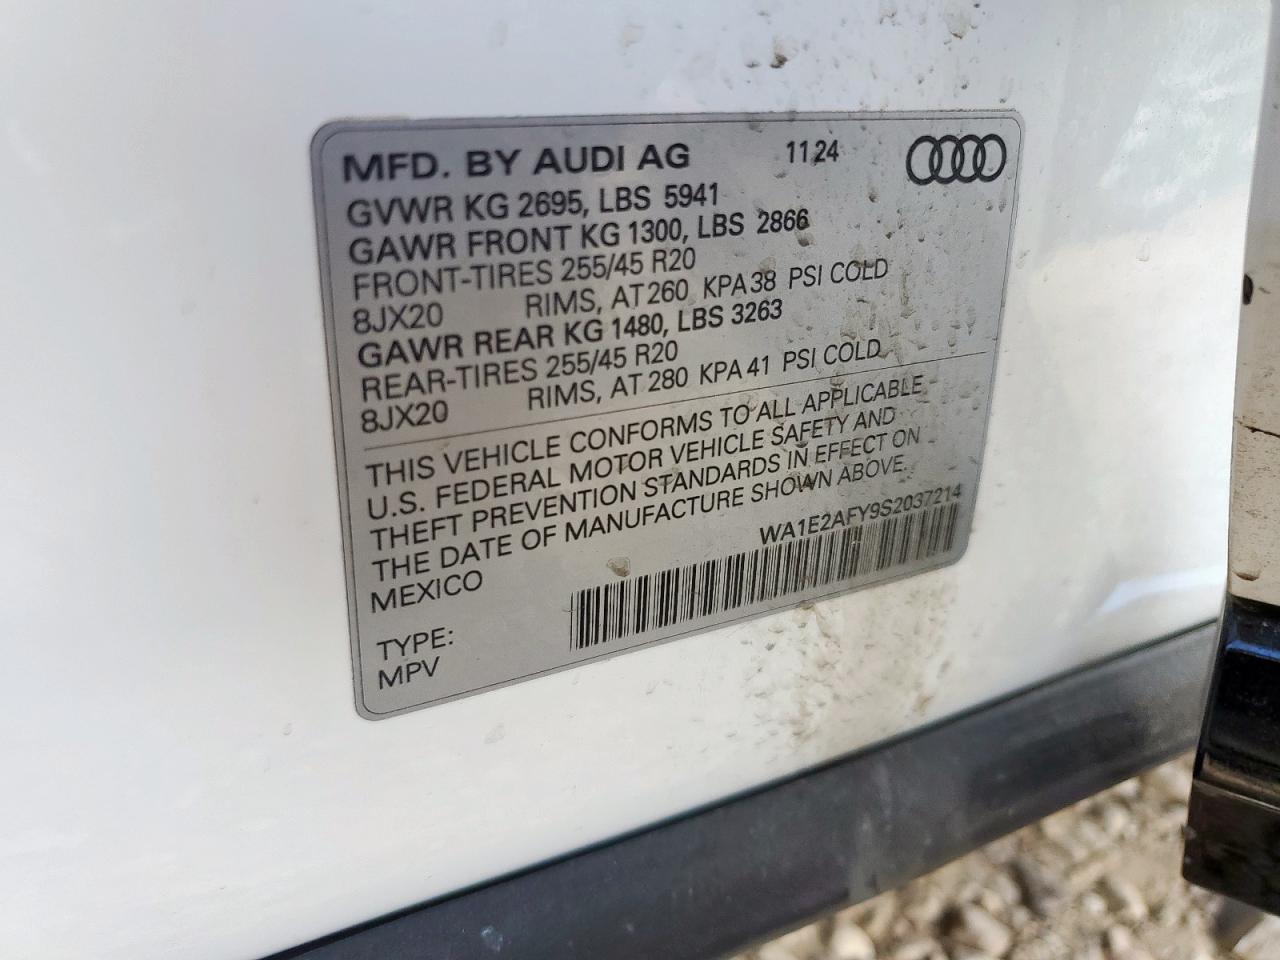 MFD. BY AUDI AG 11 24
GVWR KG 2695, LBS 5941
GAWR FRONT KG 1300, LBS 2866
FRONT-TIRES 255/45 R20
8JX20 RIMS, AT 260 KPA 38 PSI COLD
GAWR REAR KG 1480, LBS 3263
REAR-TIRES 255/45 R20
8JX20 RIMS, AT 280 KPA 41 PSI COLD
THIS VEHICLE CONFORMS TO ALL APPLICABLE
U.S. FEDERAL MOTOR VEHICLE SAFETY AND
THEFT PREVENTION STANDARDS IN EFFECT ON
THE DATE OF MANUFACTURE SHOWN ABOVE.
MEXICO WA1E2AFY9S2037214
TYPE:
MPV